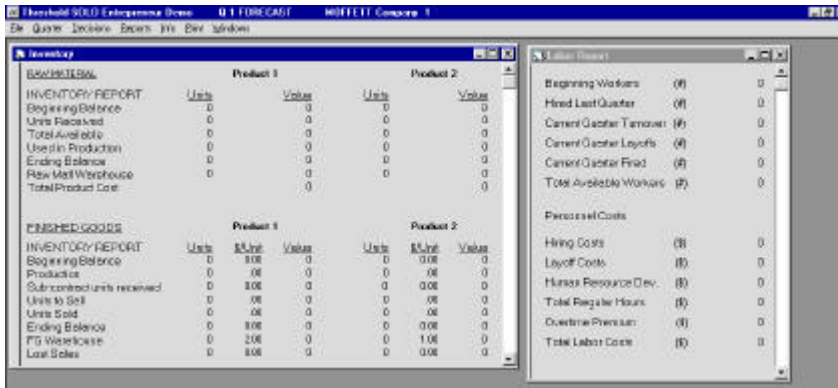 Threshold SOLO Entrepreneur Demo Q 1 FORECAST MOFFETT Company 1
File Quarter Decisions Reports Info Print Windows
Inventory
RAW MATERIAL Product 1 Product 2
INVENTORY REPORT Units Value Units Value
Beginning Balance 0 0 0 0
Units Received 0 0 0 0
Total Available 0 0 0 0
Used in Production 0 0 0 0
Ending Balance 0 0 0 0
Raw Matl Warehouse 0 0 0 0
Total Product Cost 0 0
FINISHED GOODS Product 1 Product 2
INVENTORY REPORT Units $/Unit Value Units $/Unit Value
Beginning Balance 0 0.00 0 0 0.00 0
Production 0 .00 0 0 .00 0
Sub-contract units received 0 0.00 0 0 0.00 0
Units to Sell 0 .00 0 0 .00 0
Units Sold 0 .00 0 0 .00 0
Ending Balance 0 0.00 0 0 0.00 0
FG Warehouse 0 2.00 0 0 1.00 0
Lost Sales 0 0.00 0 0 0.00 0
Labor Report
Beginning Workers (#) 0
Hired Last Quarter (#) 0
Current Quarter Turnover (#) 0
Current Quarter Layoffs (#) 0
Current Quarter Fired (#) 0
Total Available Workers (#) 0
Personnel Costs
Hiring Costs ($) 0
Layoff Costs ($) 0
Human Resource Dev. ($) 0
Total Regular Hours ($) 0
Overtime Premium ($) 0
Total Labor Costs ($) 0